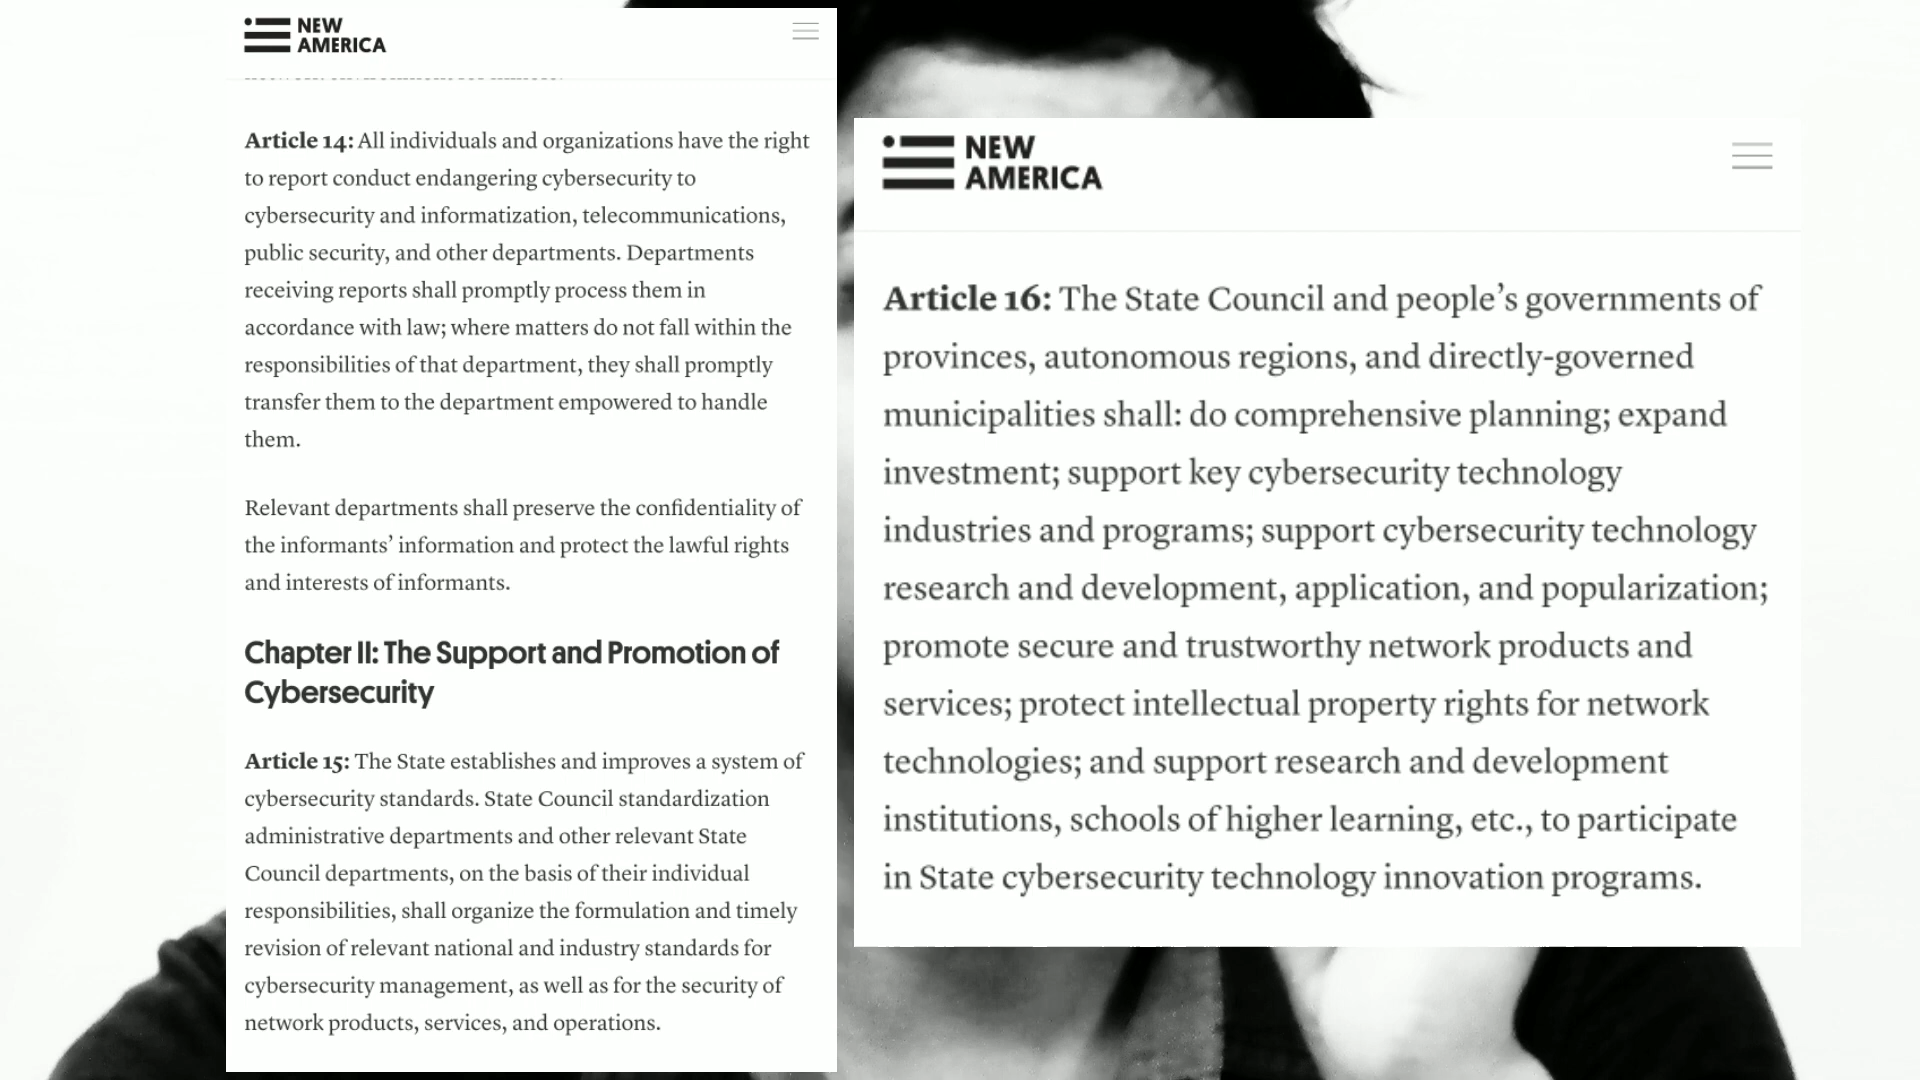 NEW
AMERICA
Article 14: All individuals and organizations have the right
to report conduct endangering cybersecurity to
cybersecurity and informatization, telecommunications,
public security, and other departments. Departments
receiving reports shall promptly process them in
accordance with law; where matters do not fall within the
responsibilities of that department, they shall promptly
transfer them to the department empowered to handle
them.
Relevant departments shall preserve the confidentiality of
the informants’ information and protect the lawful rights
and interests of informants.
Chapter II: The Support and Promotion of
Cybersecurity
Article 15: The State establishes and improves a system of
cybersecurity standards. State Council standardization
administrative departments and other relevant State
Council departments, on the basis of their individual
responsibilities, shall organize the formulation and timely
revision of relevant national and industry standards for
cybersecurity management, as well as for the security of
network products, services, and operations.
NEW
AMERICA
Article 16: The State Council and people’s governments of
provinces, autonomous regions, and directly-governed
municipalities shall: do comprehensive planning; expand
investment; support key cybersecurity technology
industries and programs; support cybersecurity technology
research and development, application, and popularization;
promote secure and trustworthy network products and
services; protect intellectual property rights for network
technologies; and support research and development
institutions, schools of higher learning, etc., to participate
in State cybersecurity technology innovation programs.